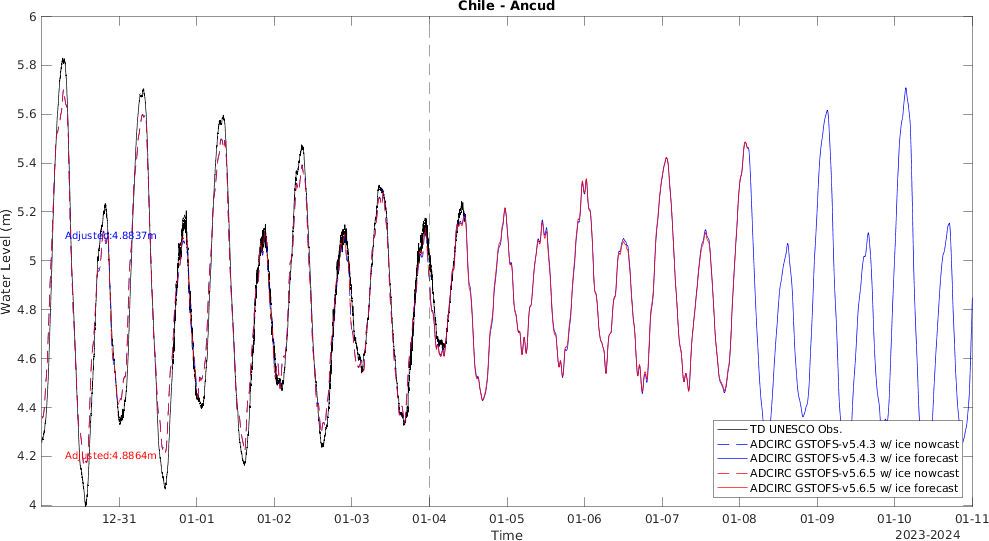 Chile - Ancud
6
5.8
5.6
5.4
5.2
5
4.8
4.6
4.4
4.2
4
Water Level (m)
Adjusted:4.8837m
Adjusted:4.8864m
TD UNESCO Obs.
ADCIRC GSTOFS-v5.4.3 w/ ice nowcast
ADCIRC GSTOFS-v5.4.3 w/ ice forecast
ADCIRC GSTOFS-v5.6.5 w/ ice nowcast
ADCIRC GSTOFS-v5.6.5 w/ ice forecast
12-31 01-01 01-02 01-03 01-04 01-05 01-06 01-07 01-08 01-09 01-10 01-11
Time
2023-2024